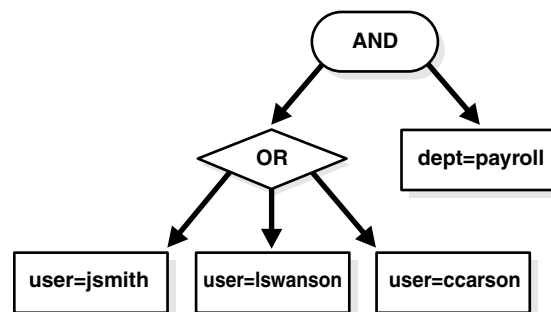 AND
OR
dept=payroll
user=jsmith
user=lswanson
user=ccarson